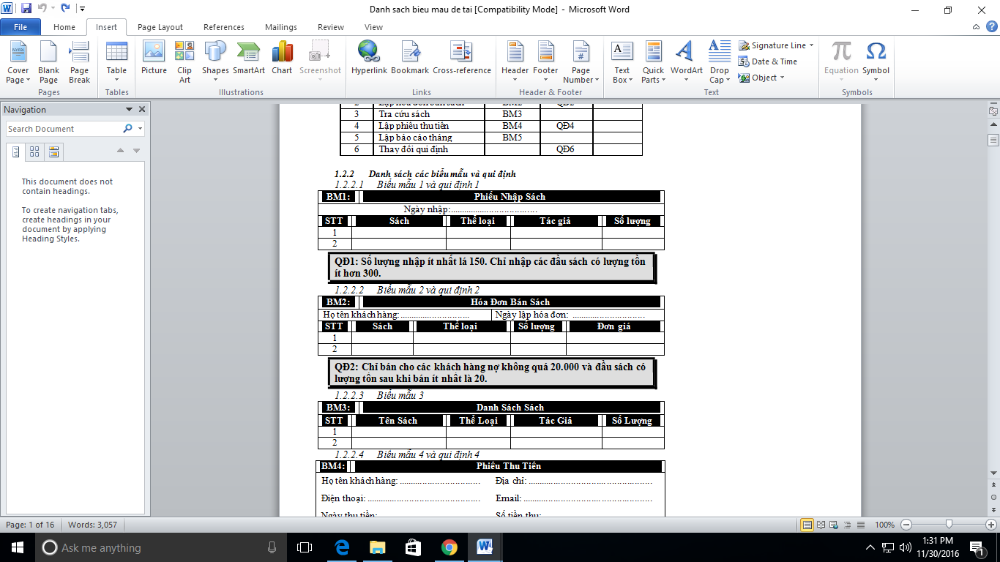 Danh sach bieu mau de tai [Compatibility Mode] - Microsoft Word
File Home Insert Page Layout References Mailings Review View
Cover Page Blank Page Page Break Table Picture Clip Art Shapes SmartArt Chart Screenshot Hyperlink Bookmark Cross-reference Header Footer Page Number Text Box Quick Parts WordArt Drop Cap Signature Line Date & Time Object Equation Symbol
Pages Tables Illustrations Links Header & Footer Text Symbols
Navigation
Search Document
This document does not
contain headings.
To create navigation tabs,
create headings in your
document by applying
Heading Styles.
3 Tra cứu sách BM3
4 Lập phiếu thu tiền BM4 QĐ4
5 Lập báo cáo tháng BM5
6 Thay đổi qui định QĐ6
1.2.2 Danh sách các biểu mẫu và qui định
1.2.2.1 Biểu mẫu 1 và qui định 1
BM1: Phiếu Nhập Sách
Ngày nhập:...................................
STT Sách Thể loại Tác giả Số lượng
1
2
QĐ1: Số lượng nhập ít nhất lá 150. Chỉ nhập các đầu sách có lượng tồn
ít hơn 300.
1.2.2.2 Biểu mẫu 2 và qui định 2
BM2: Hóa Đơn Bán Sách
Họ tên khách hàng:............................ Ngày lập hóa đơn: ..............................
STT Sách Thể loại Số lượng Đơn giá
1
2
QĐ2: Chỉ bán cho các khách hàng nợ không quá 20.000 và đầu sách có
lượng tồn sau khi bán ít nhất là 20.
1.2.2.3 Biểu mẫu 3
BM3: Danh Sách Sách
STT Tên Sách Thể Loại Tác Giả Số Lượng
1
2
1.2.2.4 Biểu mẫu 4 và qui định 4
BM4: Phiếu Thu Tiền
Họ tên khách hàng: ................................. Địa chỉ: ...................................................
Điện thoại: .............................................. Email: .....................................................
Ngày thu tiền: Số tiền thu:
Page: 1 of 16 Words: 3,057 100%
Ask me anything
1:31 PM
11/30/2016
1